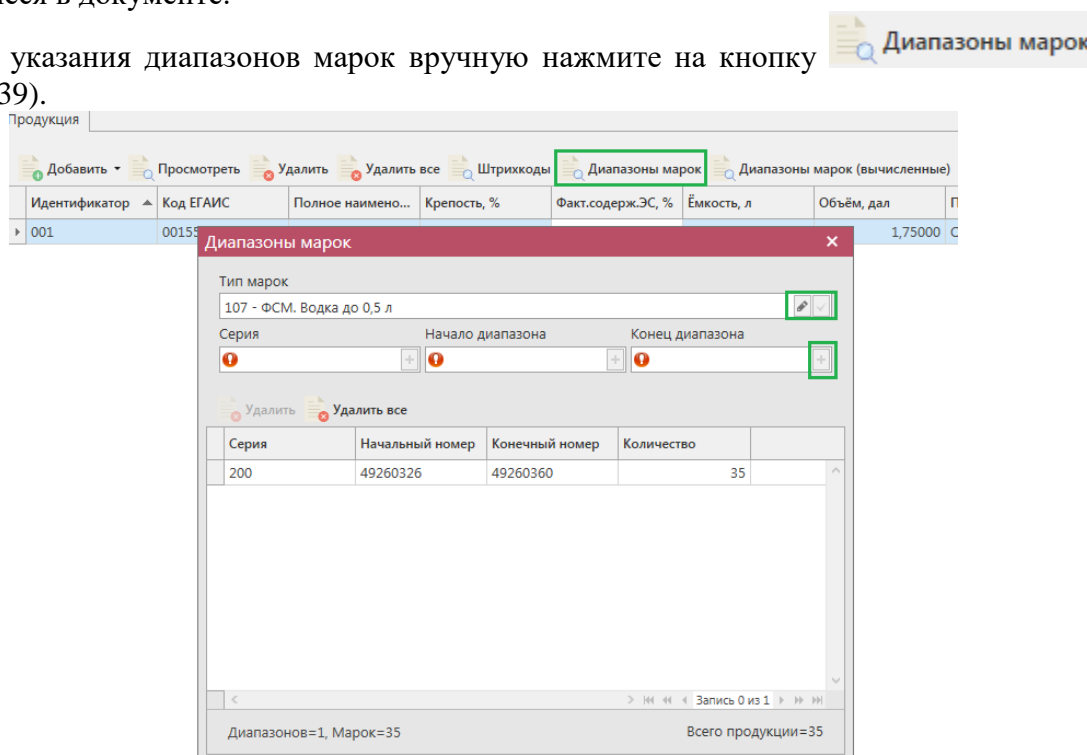 еся в документе.
указания диапазонов марок вручную нажмите на кнопку Диапазоны марок
39).
Продукция
Добавить Просмотреть Удалить Удалить все Штрихкоды Диапазоны марок Диапазоны марок (вычисленные)
Идентификатор Код ЕГАИС Полное наимено... Крепость, % Факт.содерж.ЭС, % Ёмкость, л Объём, дал П
001 00155 1,75000 С
Диапазоны марок
Тип марок
107 - ФСМ. Водка до 0,5 л
Серия Начало диапазона Конец диапазона
Удалить Удалить все
Серия Начальный номер Конечный номер Количество
200 49260326 49260360 35
Запись 0 из 1
Диапазонов=1, Марок=35 Всего продукции=35